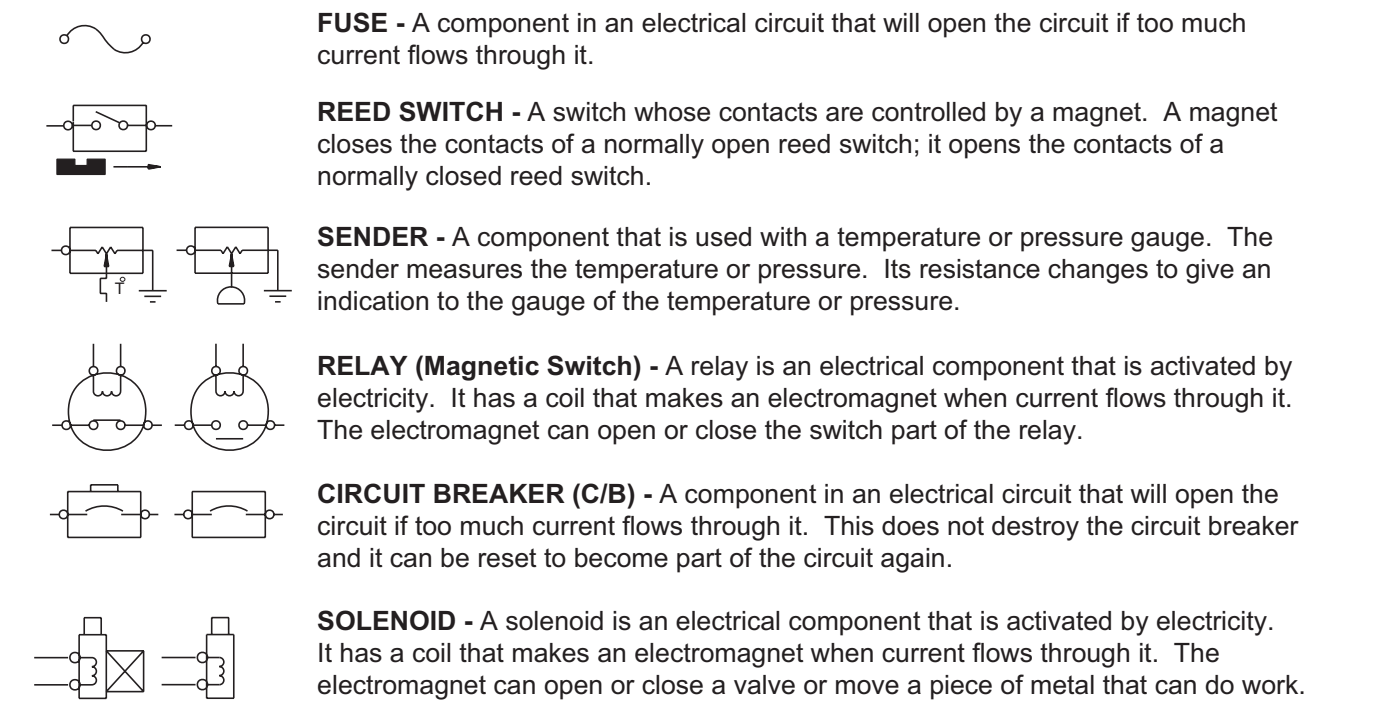 FUSE - A component in an electrical circuit that will open the circuit if too much
current flows through it.
REED SWITCH - A switch whose contacts are controlled by a magnet. A magnet
closes the contacts of a normally open reed switch; it opens the contacts of a
normally closed reed switch.
SENDER - A component that is used with a temperature or pressure gauge. The
sender measures the temperature or pressure. Its resistance changes to give an
indication to the gauge of the temperature or pressure.
T°
RELAY (Magnetic Switch) - A relay is an electrical component that is activated by
electricity. It has a coil that makes an electromagnet when current flows through it.
The electromagnet can open or close the switch part of the relay.
CIRCUIT BREAKER (C/B) - A component in an electrical circuit that will open the
circuit if too much current flows through it. This does not destroy the circuit breaker
and it can be reset to become part of the circuit again.
SOLENOID - A solenoid is an electrical component that is activated by electricity.
It has a coil that makes an electromagnet when current flows through it. The
electromagnet can open or close a valve or move a piece of metal that can do work.